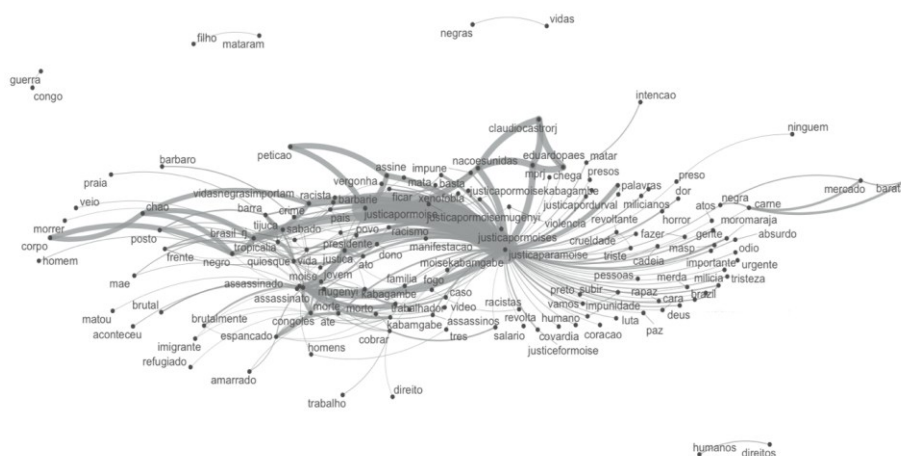 vidas
negras
filho
mataram
guerra
congo
intencao
claudiocastrorj
ninguem
peticao
nacoesunidas
eduardopaes
matar
barbaro
assine
impune
mprj
chega
presos
preso
praia
vergonha
mata
basta
justicapormoisekabagambe
palavras
dor
mercado
barata
vidasnegrasimportam
racista
barbarie
ficar
xenofobia
justicapordurval
milicianos
atos
negra
carne
veio
chao
barra
crime
pais
justicapormoise
justicapormoisemugenyi
violencia
revoltante
horror
moromaraja
morrer
tijuca
sabado
povo
racismo
justicapormoises
fazer
gente
absurdo
corpo
posto
brasil_rj
presidente
manifestacao
justicaparamoise
crueldade
masp
odio
homem
frente
tropicalia
quiosque
vida
justica
dono
moisekabamgabe
triste
cadeia
importante
urgente
negro
moise
jovem
ato
pessoas
merda
milicia
tristeza
mae
assassinado
mugenyi
familia
fogo
preto
subir
rapaz
cara
brazil
assassinato
kabagambe
caso
vamos
impunidade
deus
matou
brutal
morte
morto
trabalhador
video
racistas
revolta
humano
luta
paz
aconteceu
brutalmente
congoles
ate
kabamgabe
assassinos
salario
covardia
coracao
imigrante
espancado
cobrar
tres
justiceformoise
refugiado
homens
amarrado
trabalho
direito
humanos
direitos